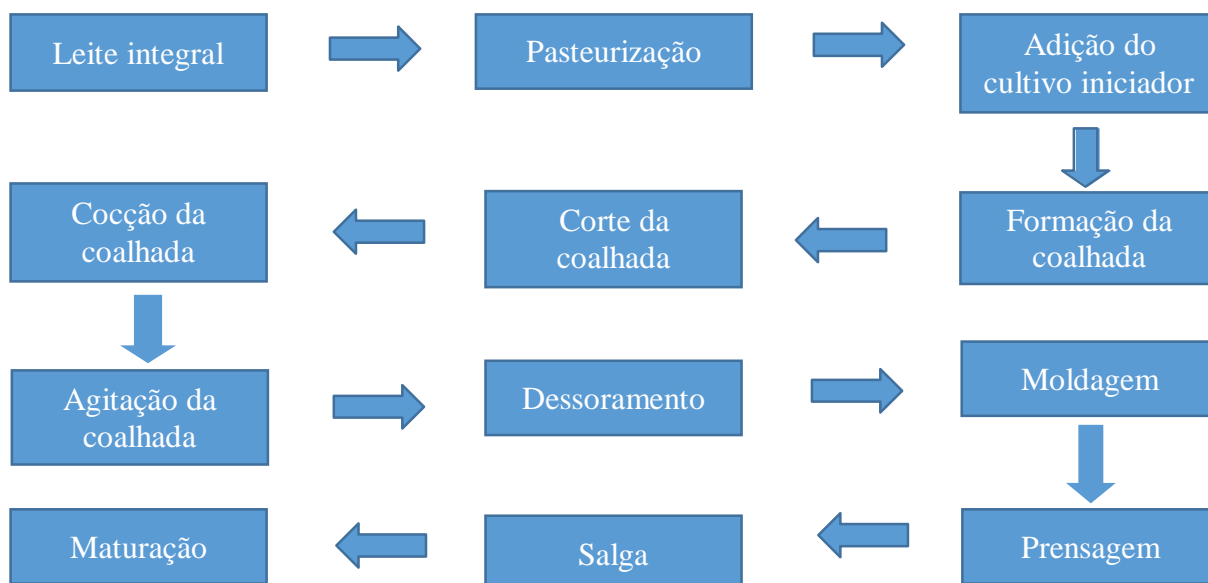 Leite integral
Pasteurização
Adição do
cultivo iniciador
Cocção da
coalhada
Corte da
coalhada
Formação da
coalhada
Agitação da
coalhada
Dessoramento
Moldagem
Maturação
Salga
Prensagem